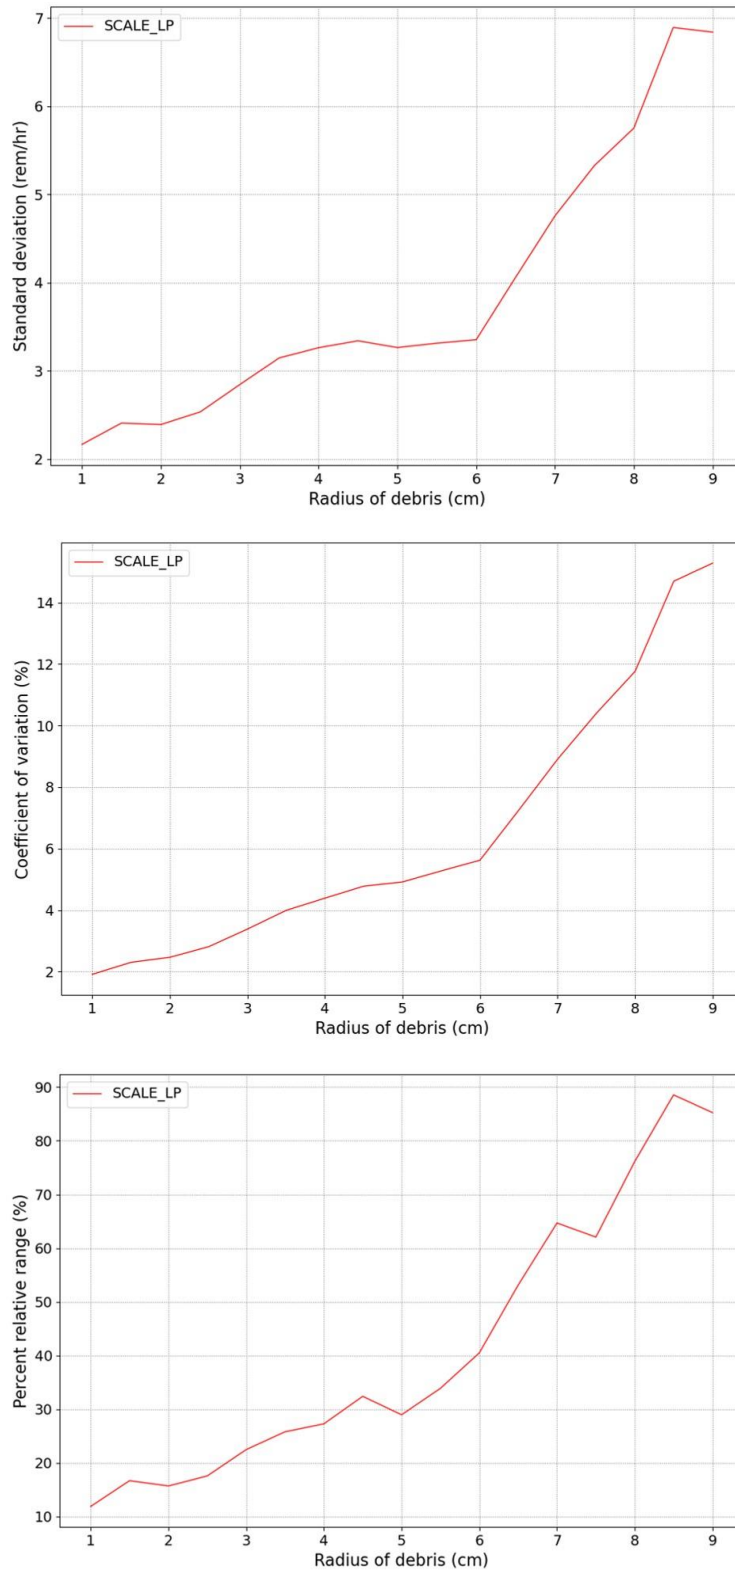 SCALE_LP
7
6
5
4
3
2
Standard deviation (rem/hr)
1 2 3 4 5 6 7 8 9
Radius of debris (cm)
SCALE_LP
14
12
10
8
6
4
2
Coefficient of variation (%)
1 2 3 4 5 6 7 8 9
Radius of debris (cm)
SCALE_LP
90
80
70
60
50
40
30
20
10
Percent relative range (%)
1 2 3 4 5 6 7 8 9
Radius of debris (cm)